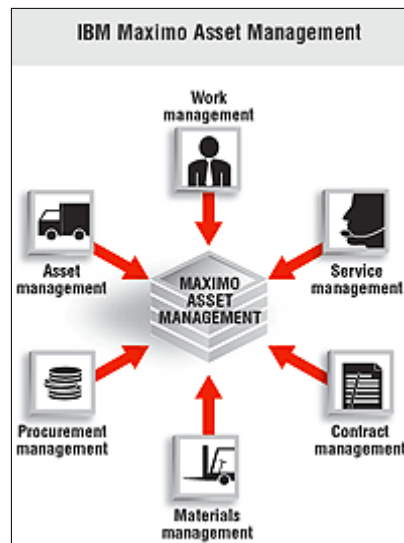 IBM Maximo Asset Management
Work
management
Asset
management
Service
management
MAXIMO
ASSET
MANAGEMENT
Procurement
management
Contract
management
Materials
management